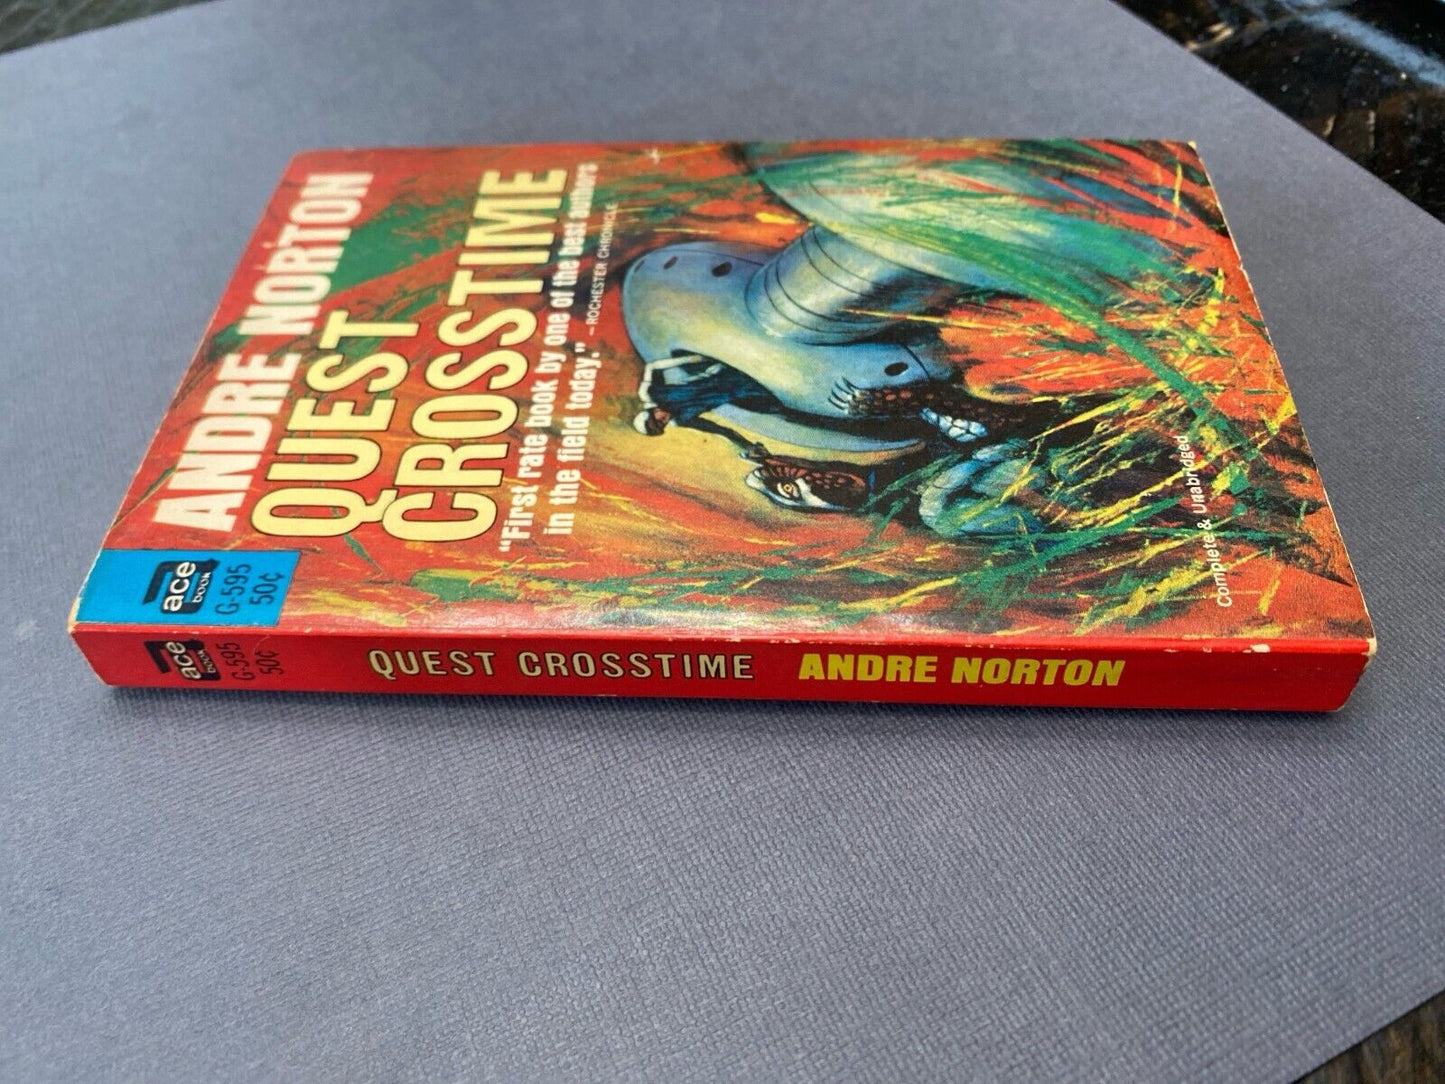 ANDRE NORTON
QUEST
CROSSTIME
"First rate book by one of the best authors
in the field today."
– ROCHESTER CHRONICLE
ace
BOOK
G-595
50¢
Complete & Unabridged
ace
BOOK
G-595
50¢
QUEST CROSSTIME ANDRE NORTON